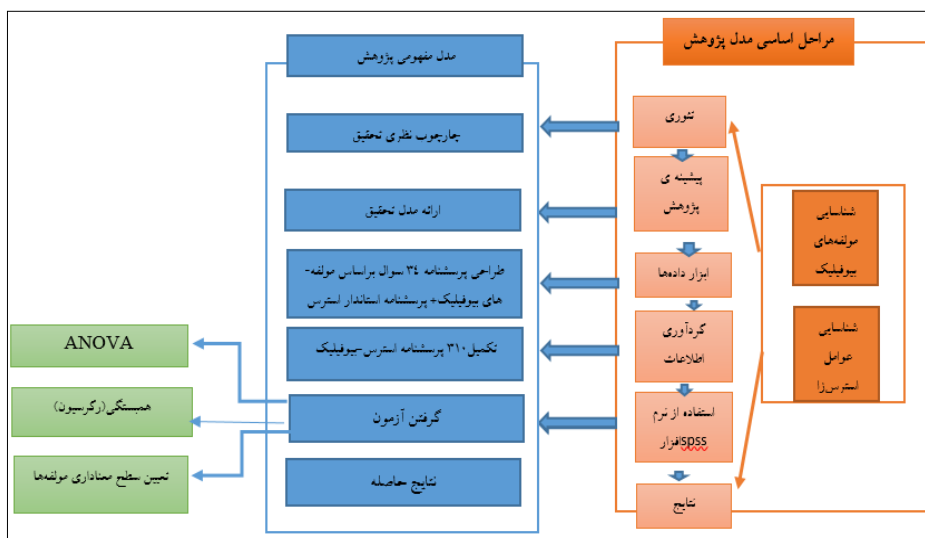 مراحل اساسی مدل پژوهش
تئوری
پیشینه ی
پژوهش
ابزار داده‌ها
گردآوری
اطلاعات
استفاده از نرم
افزارspss
نتایج
شناسایی
مولفه‌های
بیوفیلیک
شناسایی
عوامل
استرس‌زا
مدل مفهومی پژوهش
چارچوب نظری تحقیق
ارائه مدل تحقیق
طراحی پرسشنامه ۳۴ سوال براساس مولفه-
های بیوفیلیک+ پرسشنامه استاندار استرس
تکمیل ۳۱۰ پرسشنامه استرس-بیوفیلیک
گرفتن آزمون
نتایج حاصله
ANOVA
همبستگی(رگرسیون)
تعیین سطح معناداری مولفه‌ها